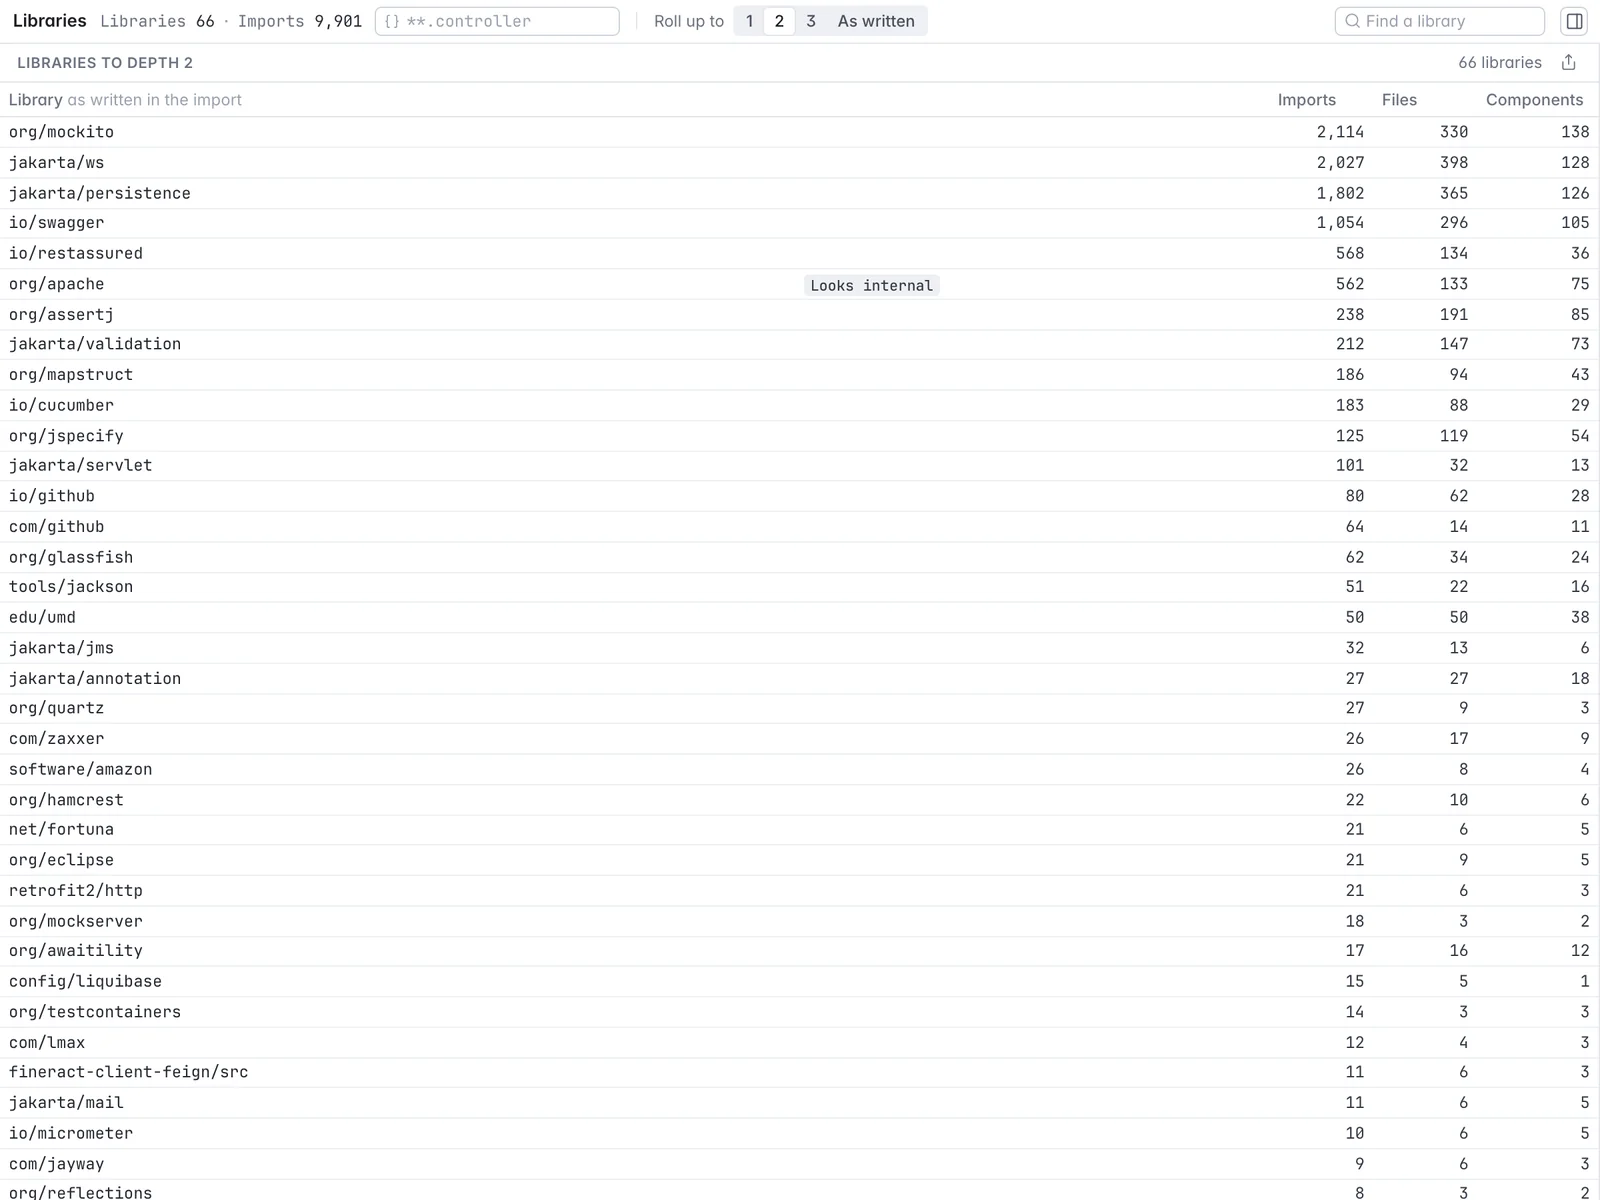 Libraries Libraries 66 · Imports 9,901 {} **.controller Roll up to 1 2 3 As written Find a library
LIBRARIES TO DEPTH 2 66 libraries
Library as written in the import Imports Files Components
org/mockito 2,114 330 138
jakarta/ws 2,027 398 128
jakarta/persistence 1,802 365 126
io/swagger 1,054 296 105
io/restassured 568 134 36
org/apache Looks internal 562 133 75
org/assertj 238 191 85
jakarta/validation 212 147 73
org/mapstruct 186 94 43
io/cucumber 183 88 29
org/jspecify 125 119 54
jakarta/servlet 101 32 13
io/github 80 62 28
com/github 64 14 11
org/glassfish 62 34 24
tools/jackson 51 22 16
edu/umd 50 50 38
jakarta/jms 32 13 6
jakarta/annotation 27 27 18
org/quartz 27 9 3
com/zaxxer 26 17 9
software/amazon 26 8 4
org/hamcrest 22 10 6
net/fortuna 21 6 5
org/eclipse 21 9 5
retrofit2/http 21 6 3
org/mockserver 18 3 2
org/awaitility 17 16 12
config/liquibase 15 5 1
org/testcontainers 14 3 3
com/lmax 12 4 3
fineract-client-feign/src 11 6 3
jakarta/mail 11 6 5
io/micrometer 10 6 5
com/jayway 9 6 3
org/reflections 8 3 2